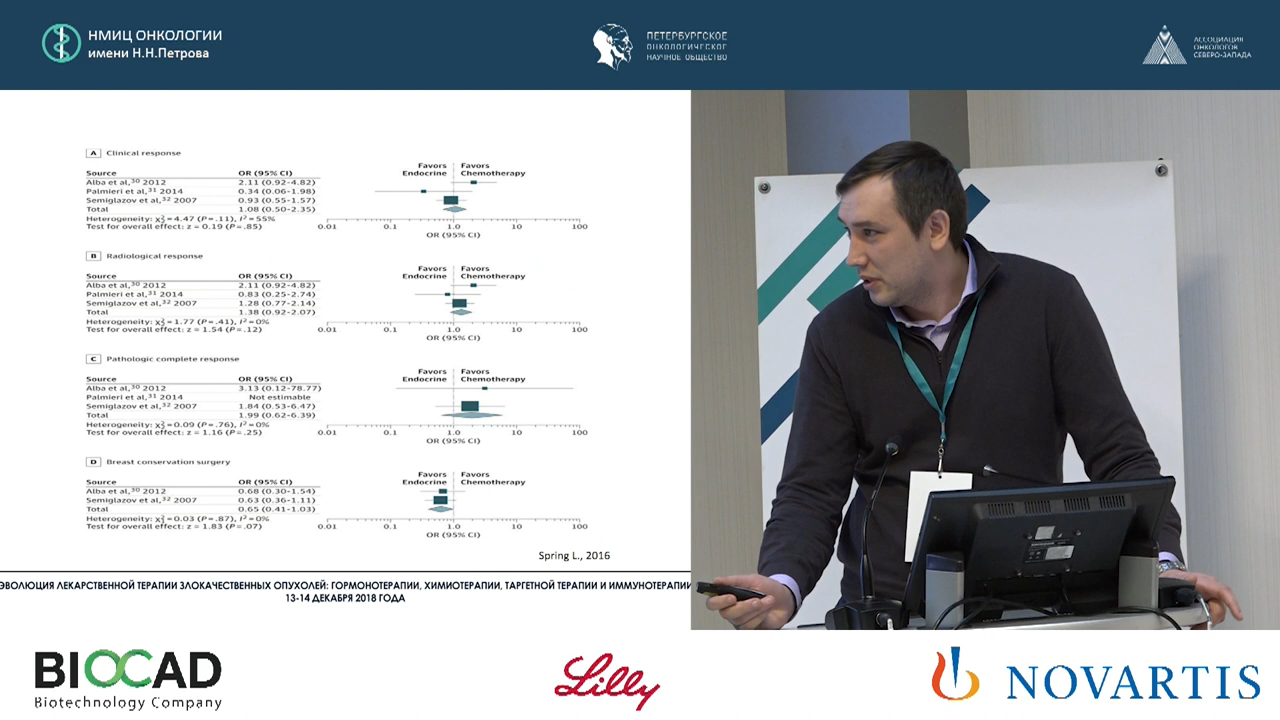 НМИЦ ОНКОЛОГИИ
имени Н.Н.Петрова
ПЕТЕРБУРГСКОЕ
ОНКОЛОГИЧЕСКОЕ
НАУЧНОЕ ОБЩЕСТВО
АССОЦИАЦИЯ
ОНКОЛОГОВ
СЕВЕРО-ЗАПАДА
A Clinical response
Favors Favors
Source OR (95% CI) Endocrine Chemotherapy
Alba et al,30 2012 2.11 (0.92-4.82)
Palmieri et al,31 2014 0.34 (0.06-1.98)
Semiglazov et al,32 2007 0.93 (0.55-1.57)
Total 1.08 (0.50-2.35)
Heterogeneity: χ²₂ = 4.47 (P = .11), I² = 55%
Test for overall effect: z = 0.19 (P = .85) 0.01 0.1 1.0 10 100
OR (95% CI)
B Radiological response
Favors Favors
Source OR (95% CI) Endocrine Chemotherapy
Alba et al,30 2012 2.11 (0.92-4.82)
Palmieri et al,31 2014 0.83 (0.25-2.74)
Semiglazov et al,32 2007 1.28 (0.77-2.14)
Total 1.38 (0.92-2.07)
Heterogeneity: χ²₂ = 1.77 (P = .41), I² = 0%
Test for overall effect: z = 1.54 (P = .12) 0.01 0.1 1.0 10 100
OR (95% CI)
C Pathologic complete response
Favors Favors
Source OR (95% CI) Endocrine Chemotherapy
Alba et al,30 2012 3.13 (0.12-78.77)
Palmieri et al,31 2014 Not estimable
Semiglazov et al,32 2007 1.84 (0.53-6.47)
Total 1.99 (0.62-6.39)
Heterogeneity: χ²₂ = 0.09 (P = .76), I² = 0%
Test for overall effect: z = 1.16 (P = .25) 0.01 0.1 1.0 10 100
OR (95% CI)
D Breast conservation surgery
Favors Favors
Source OR (95% CI) Endocrine Chemotherapy
Alba et al,30 2012 0.68 (0.30-1.54)
Semiglazov et al,32 2007 0.63 (0.36-1.11)
Total 0.65 (0.41-1.03)
Heterogeneity: χ²₂ = 0.03 (P = .87), I² = 0%
Test for overall effect: z = 1.83 (P = .07) 0.01 0.1 1.0 10 100
OR (95% CI)
Spring L., 2016
ЭВОЛЮЦИЯ ЛЕКАРСТВЕННОЙ ТЕРАПИИ ЗЛОКАЧЕСТВЕННЫХ ОПУХОЛЕЙ: ГОРМОНОТЕРАПИИ, ХИМИОТЕРАПИИ, ТАРГЕТНОЙ ТЕРАПИИ И ИММУНОТЕРАПИИ
13-14 ДЕКАБРЯ 2018 ГОДА
BIOCAD
Biotechnology Company
Lilly
NOVARTIS